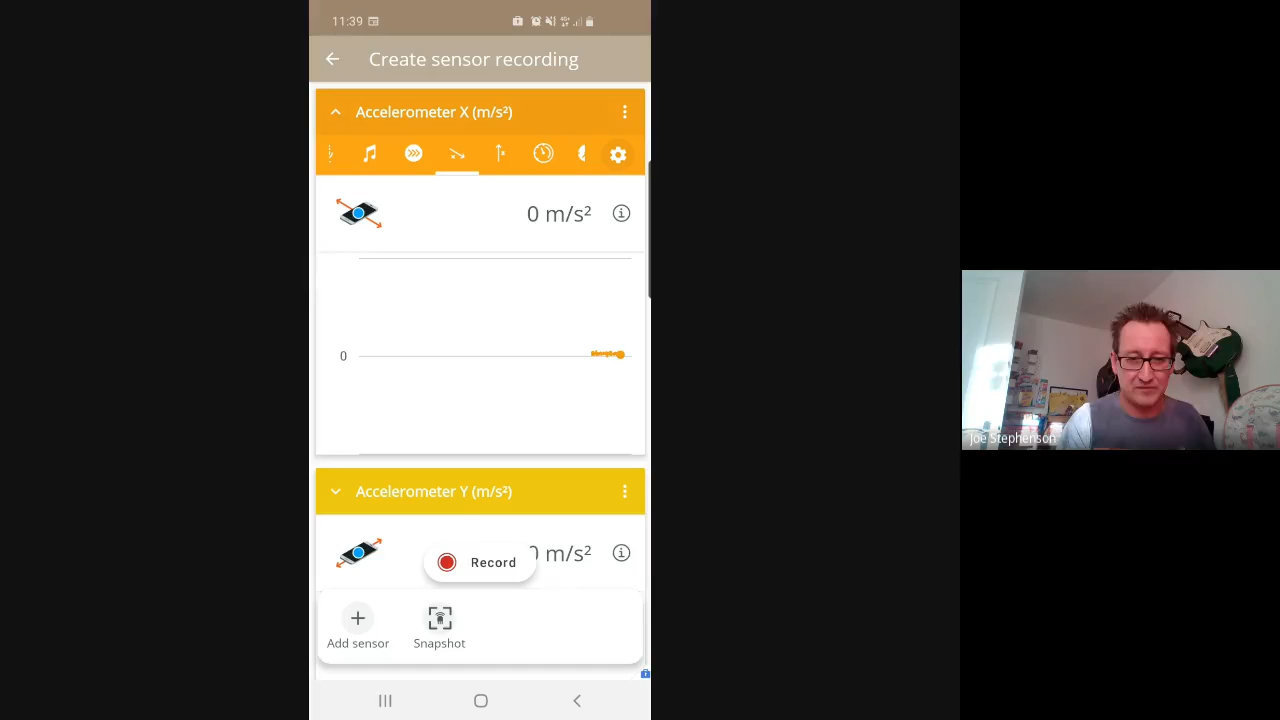 11:39
Create sensor recording
Accelerometer X (m/s²)
0 m/s²
0
Accelerometer Y (m/s²)
0 m/s²
Record
Add sensor
Snapshot
Joe Stephenson